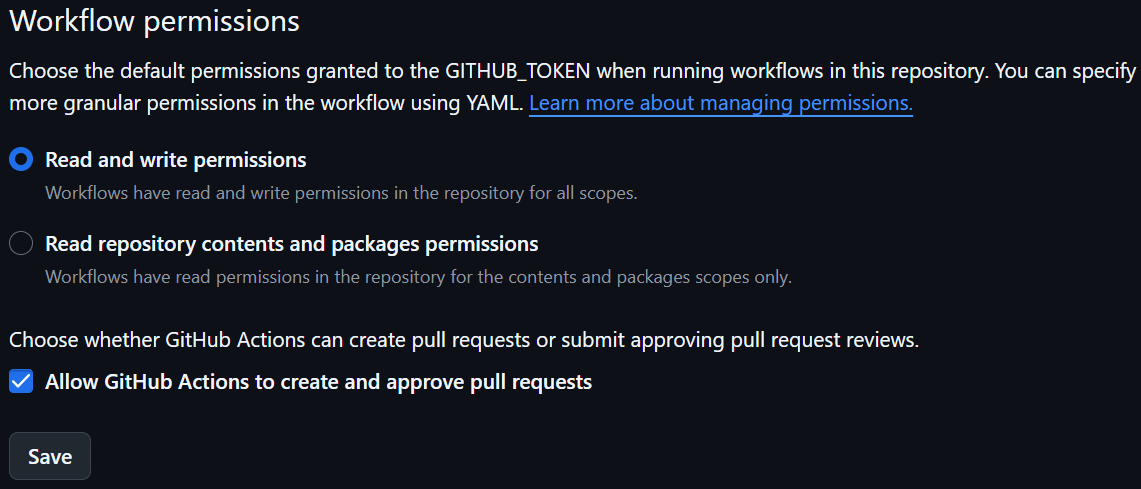 Workflow permissions
Choose the default permissions granted to the GITHUB_TOKEN when running workflows in this repository. You can specify
more granular permissions in the workflow using YAML. Learn more about managing permissions.
Read and write permissions
Workflows have read and write permissions in the repository for all scopes.
Read repository contents and packages permissions
Workflows have read permissions in the repository for the contents and packages scopes only.
Choose whether GitHub Actions can create pull requests or submit approving pull request reviews.
Allow GitHub Actions to create and approve pull requests
Save